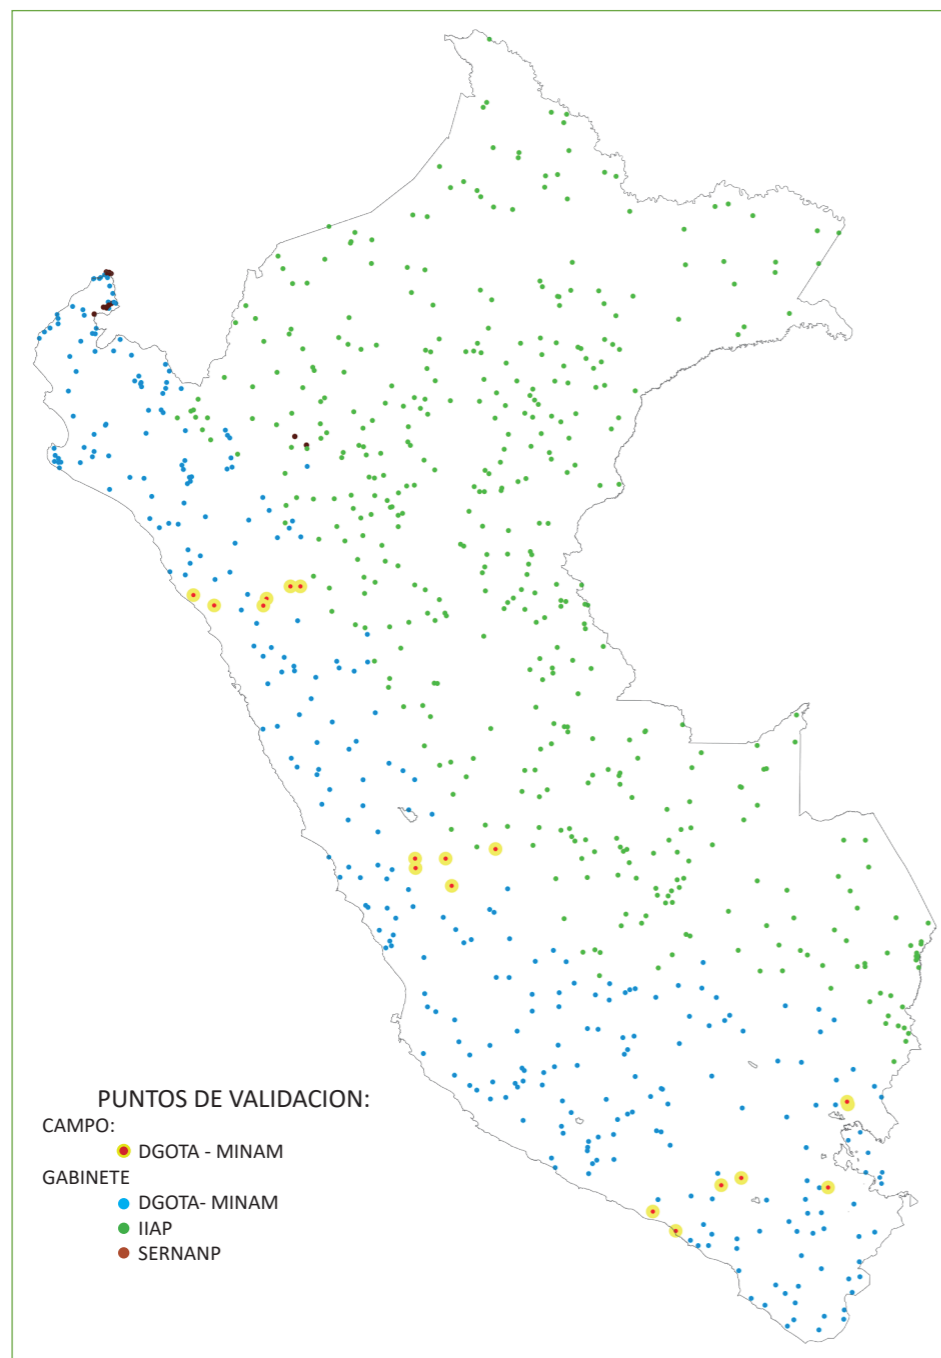 PUNTOS DE VALIDACION:
CAMPO:
DGOTA - MINAM
GABINETE
DGOTA- MINAM
IIAP
SERNANP